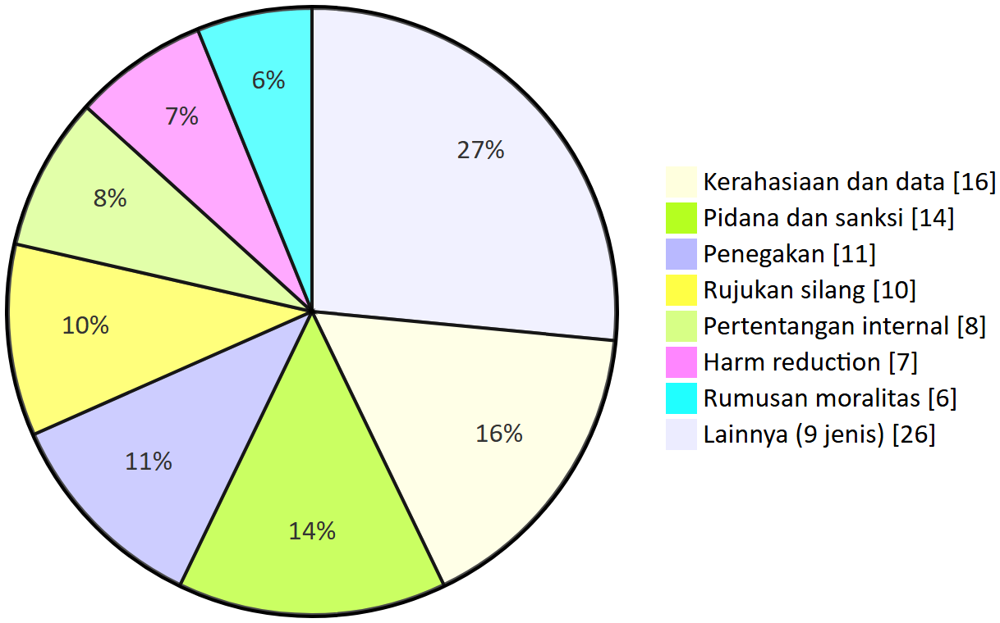 6%
7%
27%
8%
10%
16%
11%
14%
Kerahasiaan dan data [16]
Pidana dan sanksi [14]
Penegakan [11]
Rujukan silang [10]
Pertentangan internal [8]
Harm reduction [7]
Rumusan moralitas [6]
Lainnya (9 jenis) [26]